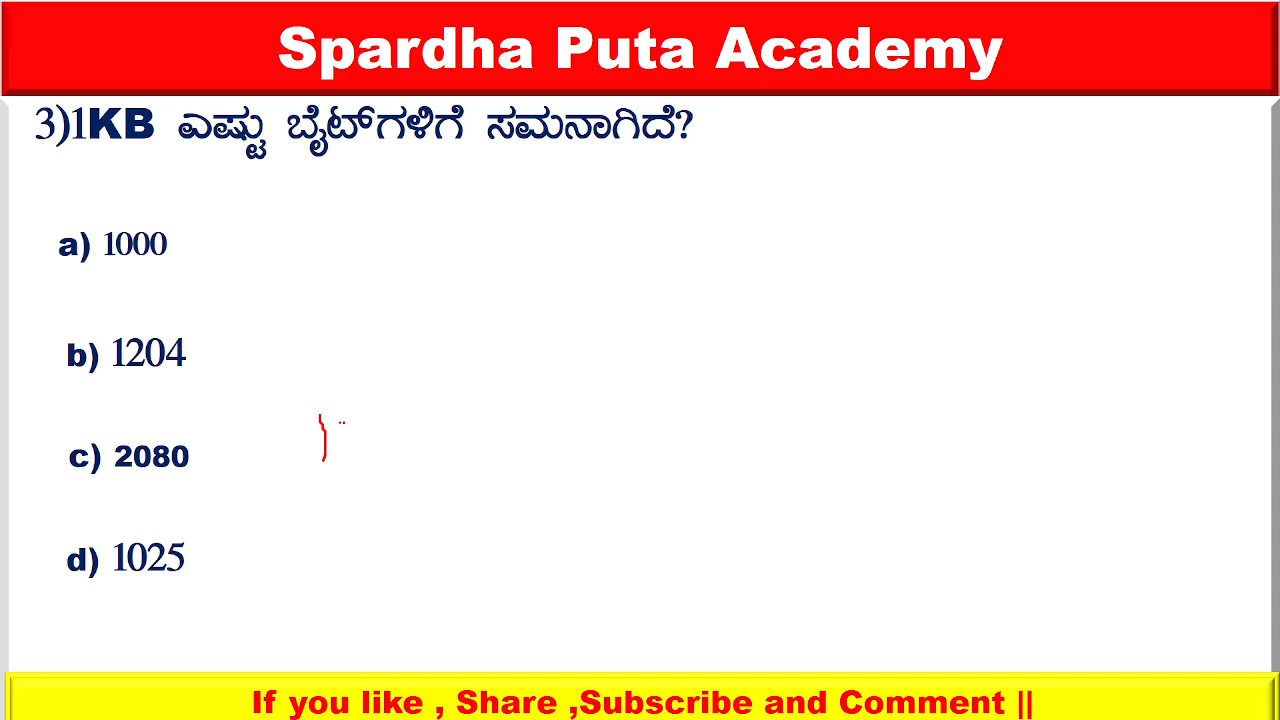 Spardha Puta Academy
3)1KB ಎಷ್ಟು ಬೈಟ್‌ಗಳಿಗೆ ಸಮನಾಗಿದೆ?
a) 1000
b) 1204
c) 2080
d) 1025
If you like , Share ,Subscribe and Comment ||